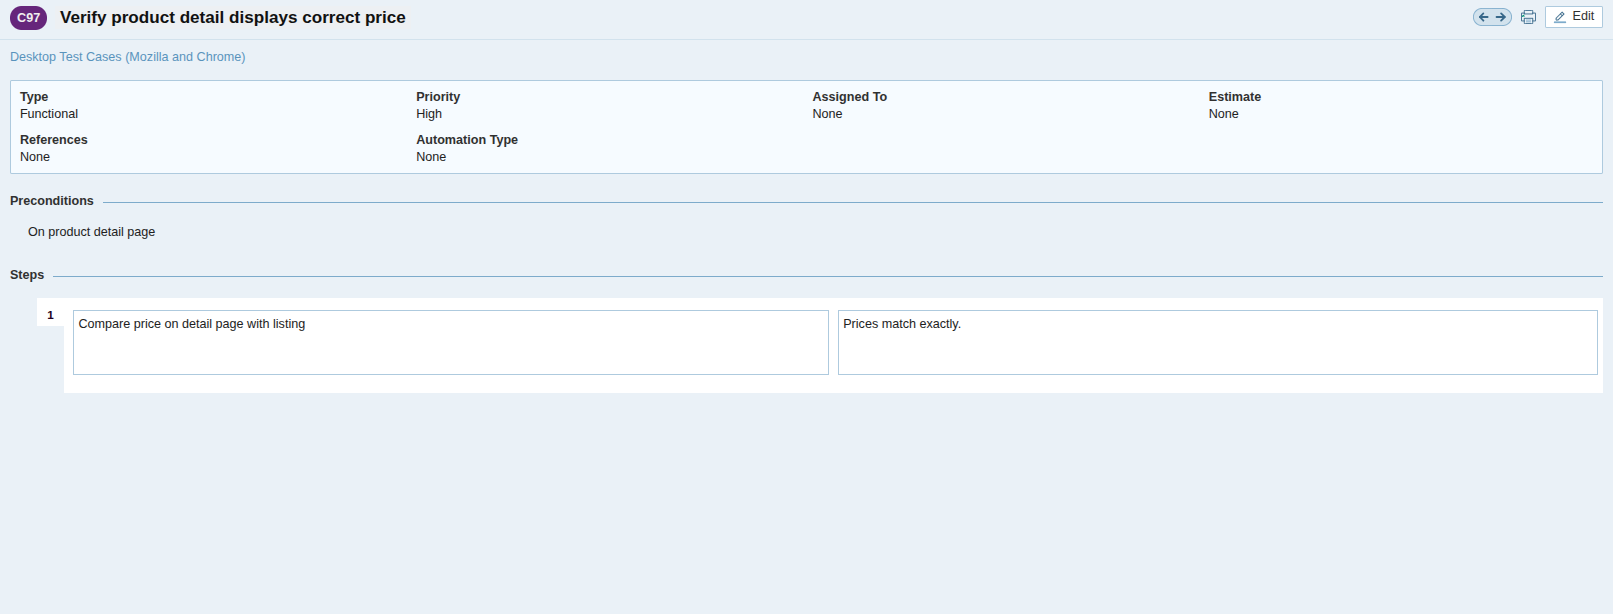 C97 Verify product detail displays correct price Edit
Desktop Test Cases (Mozilla and Chrome)
Type Priority Assigned To Estimate
Functional High None None
References Automation Type
None None
Preconditions
On product detail page
Steps
1 Compare price on detail page with listing Prices match exactly.